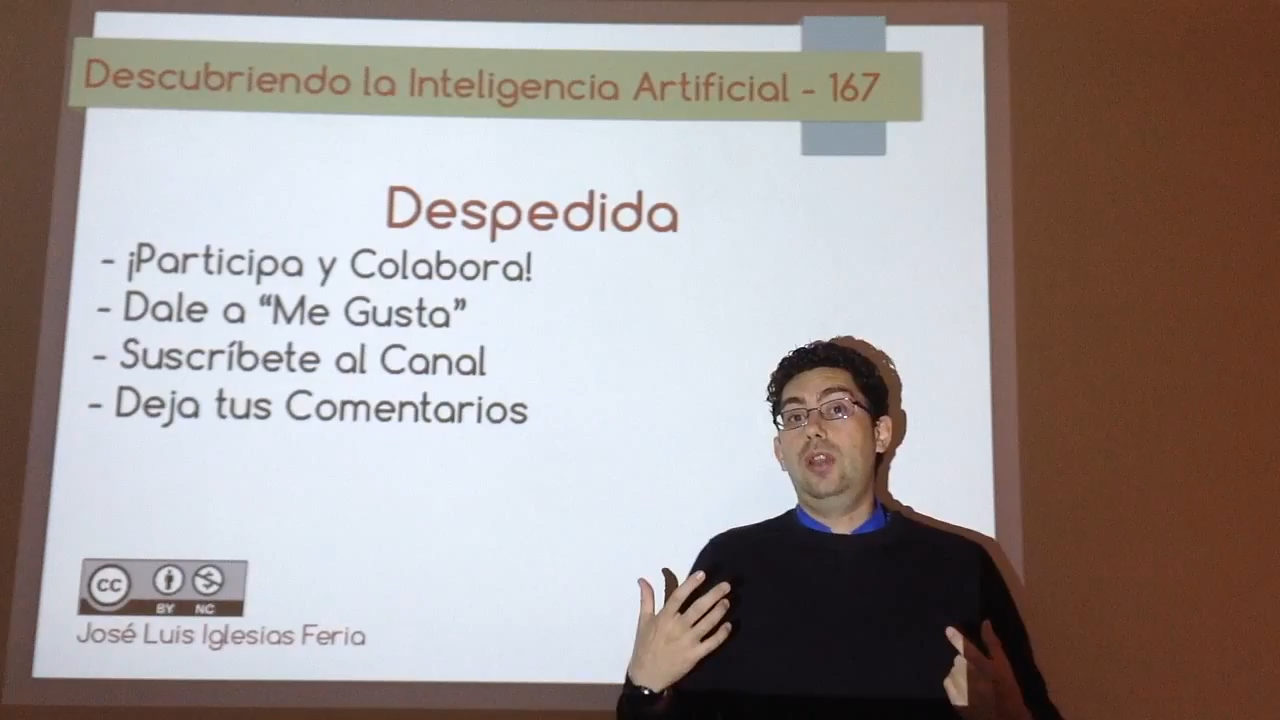 Descubriendo la Inteligencia Artificial - 167
Despedida
- ¡Participa y Colabora!
- Dale a “Me Gusta”
- Suscríbete al Canal
- Deja tus Comentarios
cc
BY NC
José Luis Iglesias Feria